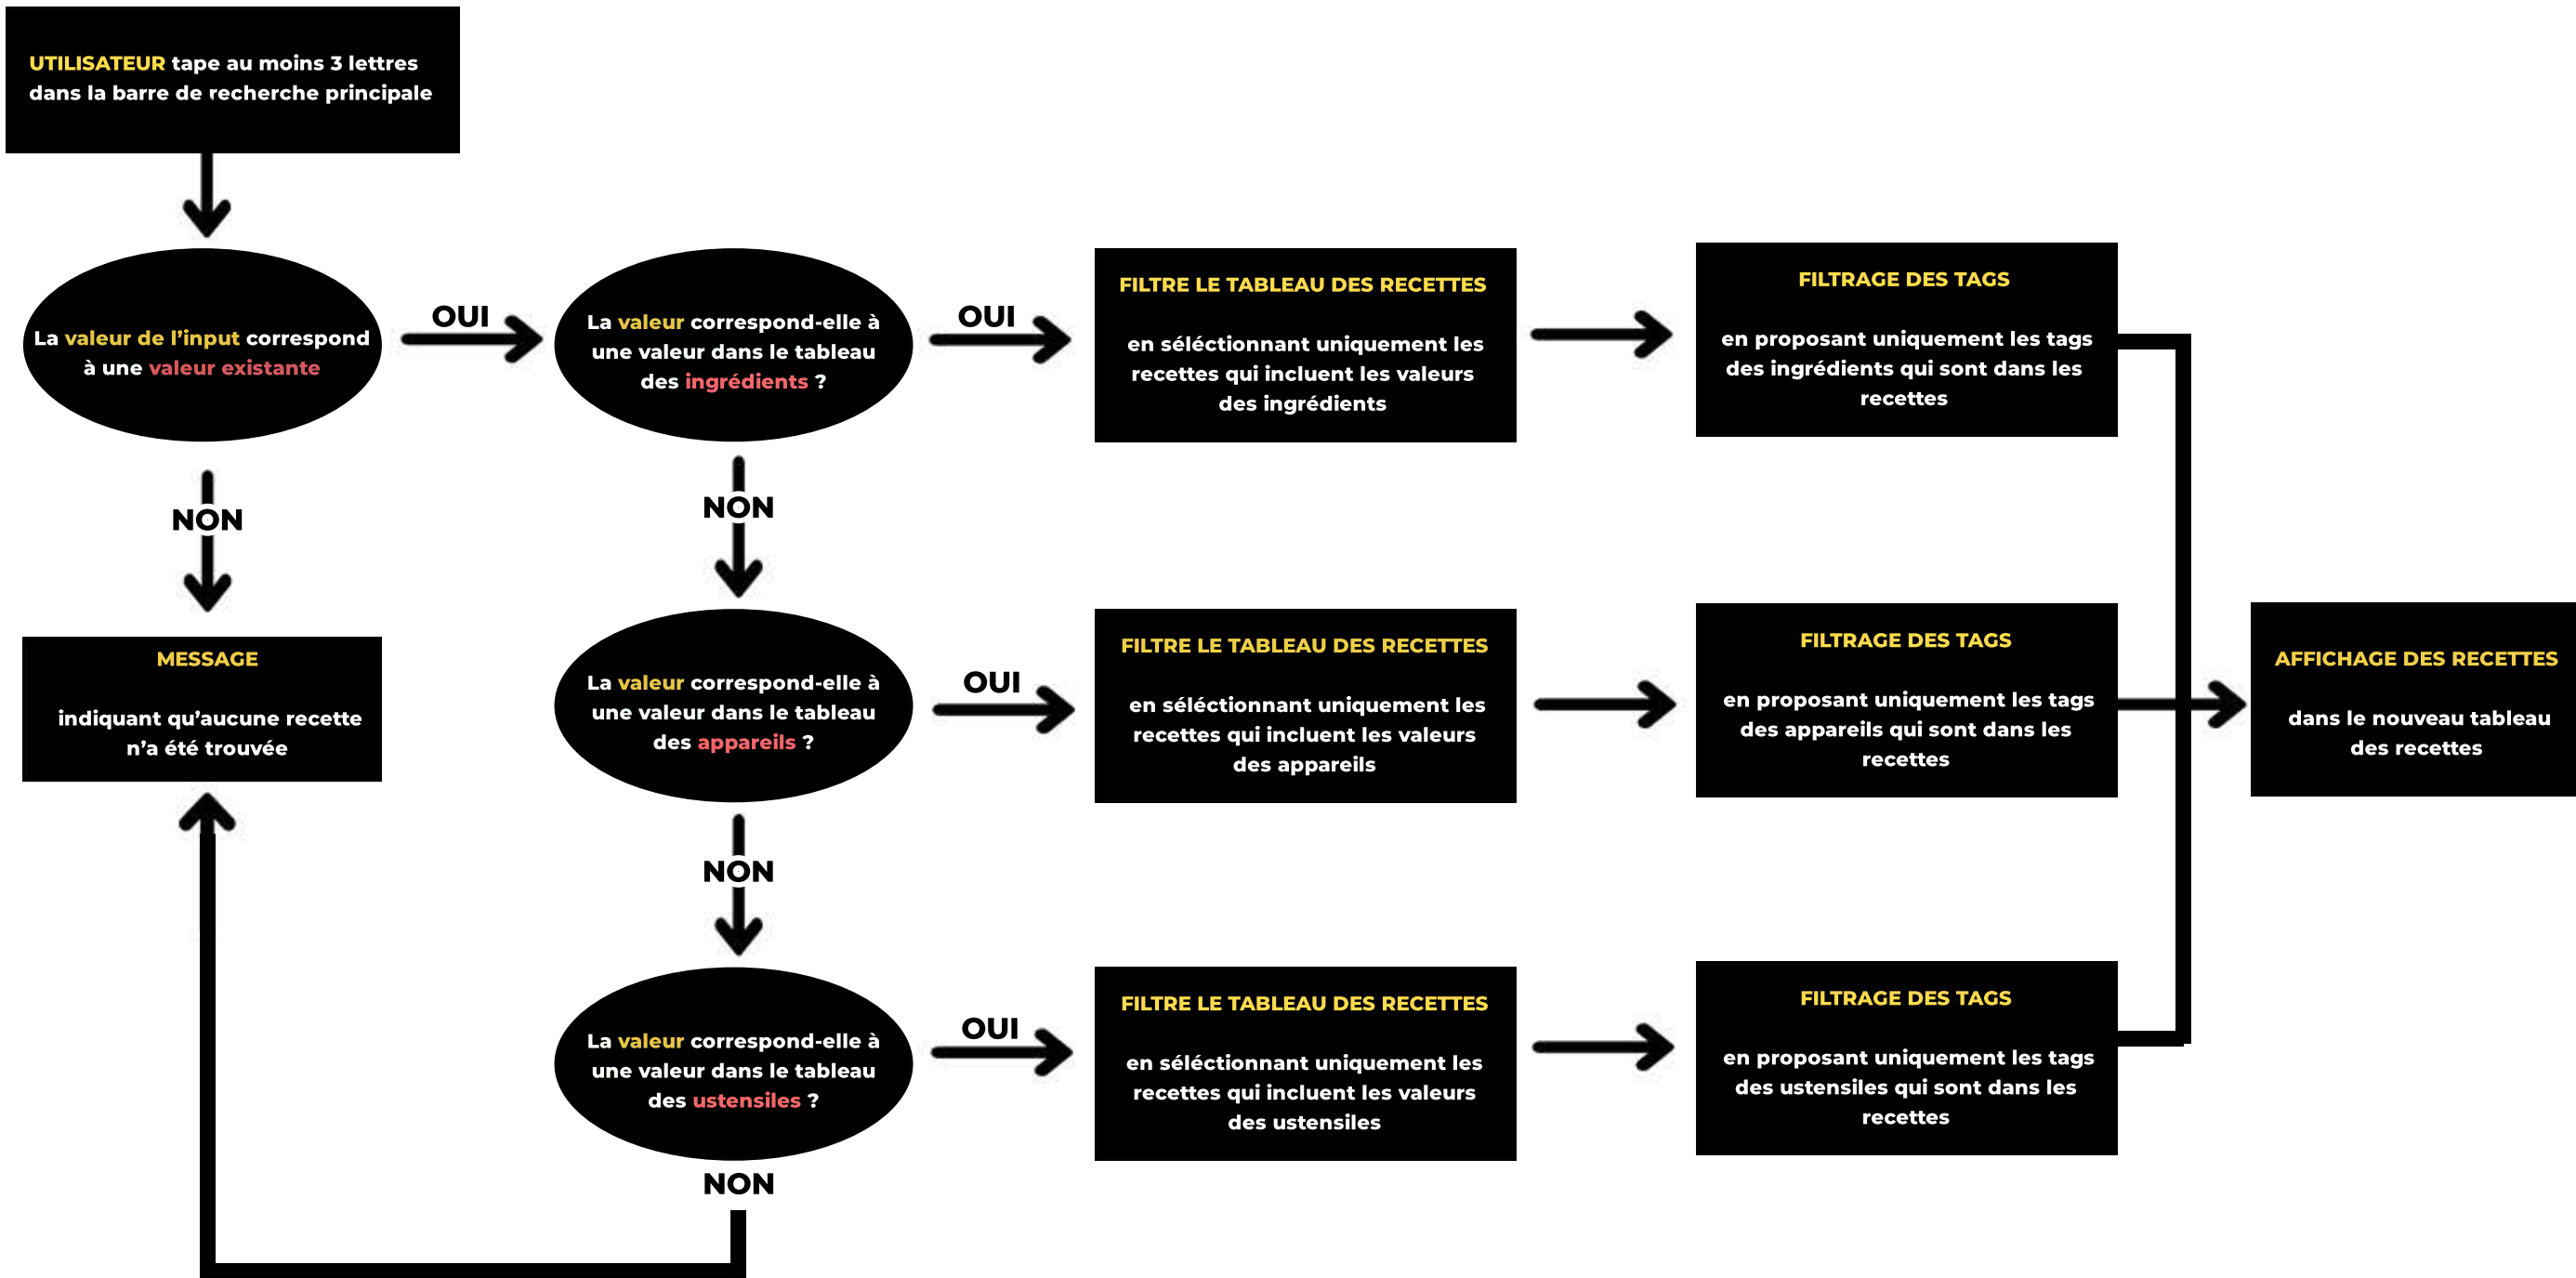 UTILISATEUR tape au moins 3 lettres
dans la barre de recherche principale
La valeur de l’input correspond
à une valeur existante
OUI
La valeur correspond-elle à
une valeur dans le tableau
des ingrédients ?
OUI
FILTRE LE TABLEAU DES RECETTES
en séléctionnant uniquement les
recettes qui incluent les valeurs
des ingrédients
FILTRAGE DES TAGS
en proposant uniquement les tags
des ingrédients qui sont dans les
recettes
NON
NON
MESSAGE
indiquant qu’aucune recette
n’a été trouvée
La valeur correspond-elle à
une valeur dans le tableau
des appareils ?
OUI
FILTRE LE TABLEAU DES RECETTES
en séléctionnant uniquement les
recettes qui incluent les valeurs
des appareils
FILTRAGE DES TAGS
en proposant uniquement les tags
des appareils qui sont dans les
recettes
AFFICHAGE DES RECETTES
dans le nouveau tableau
des recettes
NON
La valeur correspond-elle à
une valeur dans le tableau
des ustensiles ?
OUI
FILTRE LE TABLEAU DES RECETTES
en séléctionnant uniquement les
recettes qui incluent les valeurs
des ustensiles
FILTRAGE DES TAGS
en proposant uniquement les tags
des ustensiles qui sont dans les
recettes
NON